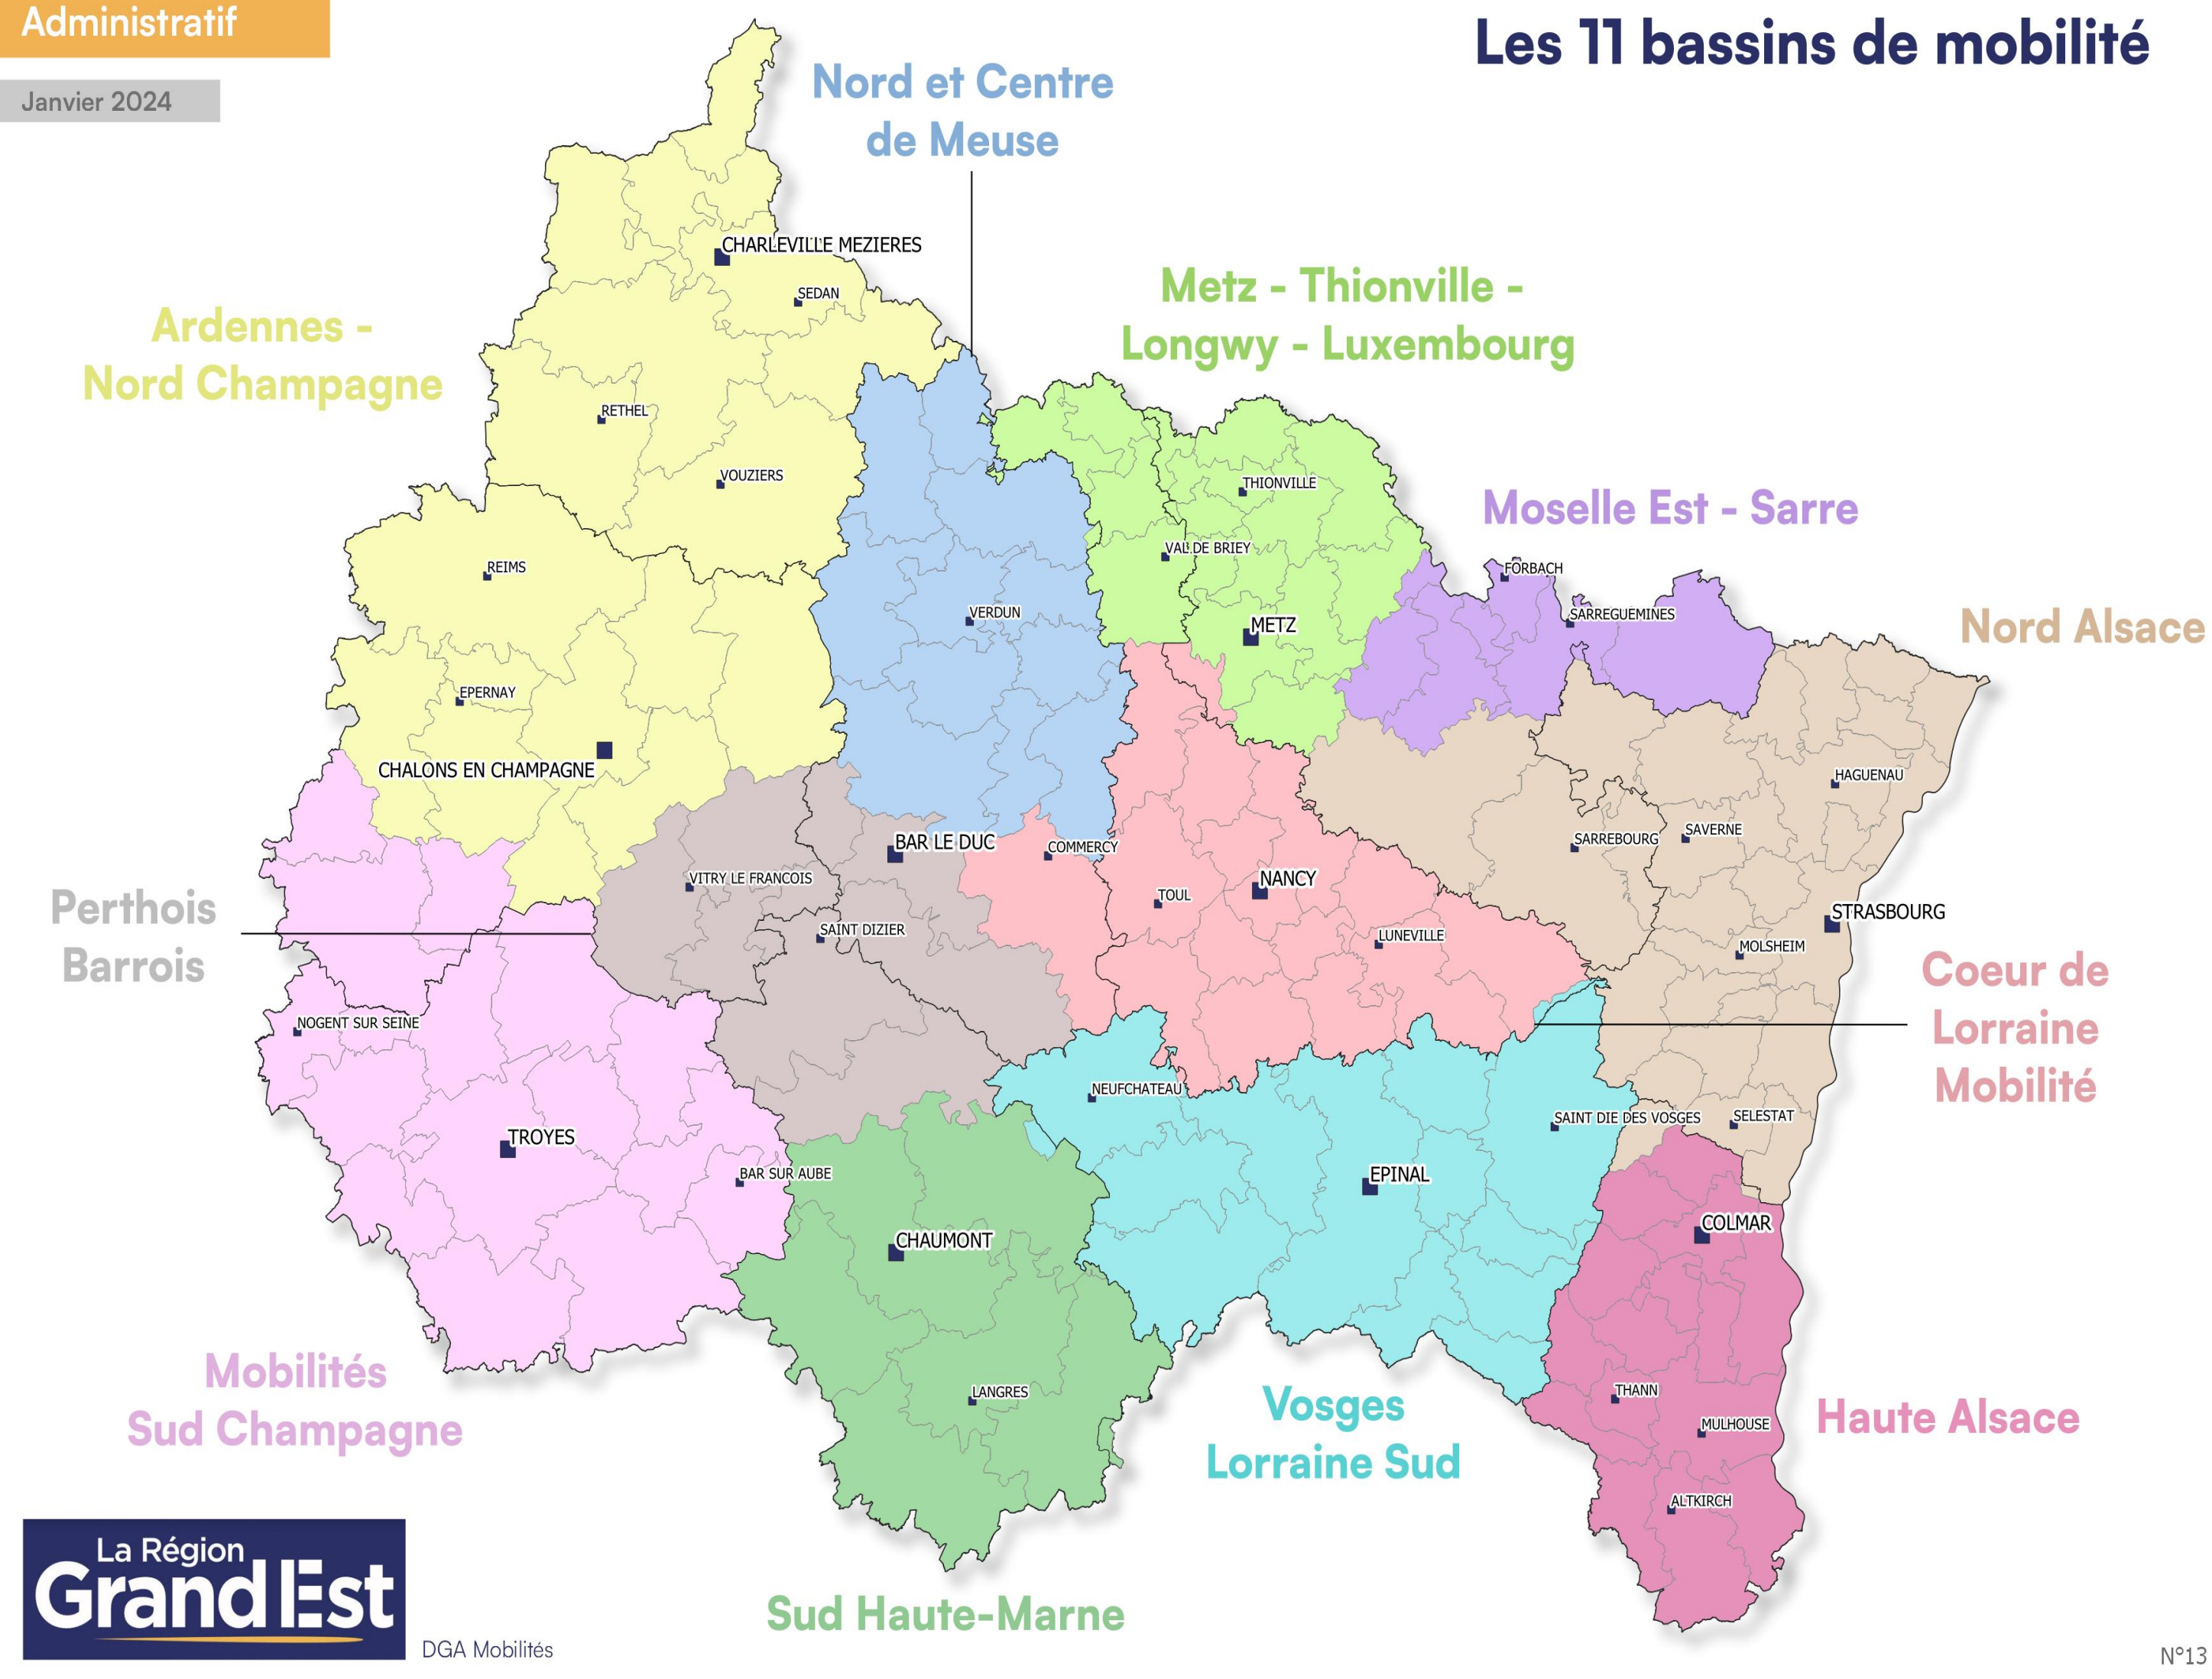 Administratif
Les 11 bassins de mobilité
Janvier 2024
Nord et Centre
de Meuse
CHARLEVILLE MEZIERES
SEDAN
Metz - Thionville -
Longwy - Luxembourg
Ardennes -
Nord Champagne
RETHEL
VOUZIERS
THIONVILLE
Moselle Est - Sarre
VAL DE BRIEY
REIMS
FORBACH
VERDUN
SARREGUEMINES
METZ
Nord Alsace
EPERNAY
CHALONS EN CHAMPAGNE
HAGUENAU
SAVERNE
SARREBOURG
BAR LE DUC
COMMERCY
VITRY LE FRANCOIS
NANCY
TOUL
Perthois
Barrois
STRASBOURG
SAINT DIZIER
LUNEVILLE
MOLSHEIM
Coeur de
Lorraine
Mobilité
NOGENT SUR SEINE
NEUFCHATEAU
SAINT DIE DES VOSGES
SELESTAT
TROYES
BAR SUR AUBE
EPINAL
COLMAR
CHAUMONT
Mobilités
Sud Champagne
LANGRES
THANN
Vosges
Lorraine Sud
MULHOUSE
Haute Alsace
ALTKIRCH
La Région
Grand Est
DGA Mobilités
Sud Haute-Marne
N°13